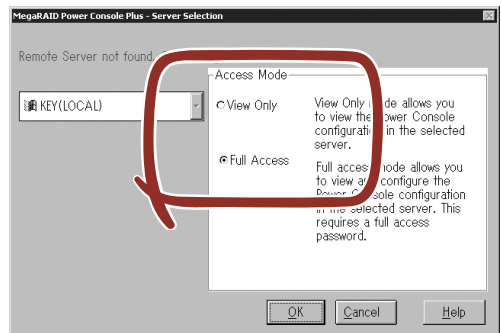 MegaRAID Power Console Plus - Server Selection
Remote Server not found.
KEY(LOCAL)
Access Mode
View Only
View Only mode allows you
to view the Power Console
configuration in the selected
server.
Full Access
Full access mode allows you
to view and configure the
Power Console configuration
in the selected server. This
requires a full access
password.
OK
Cancel
Help